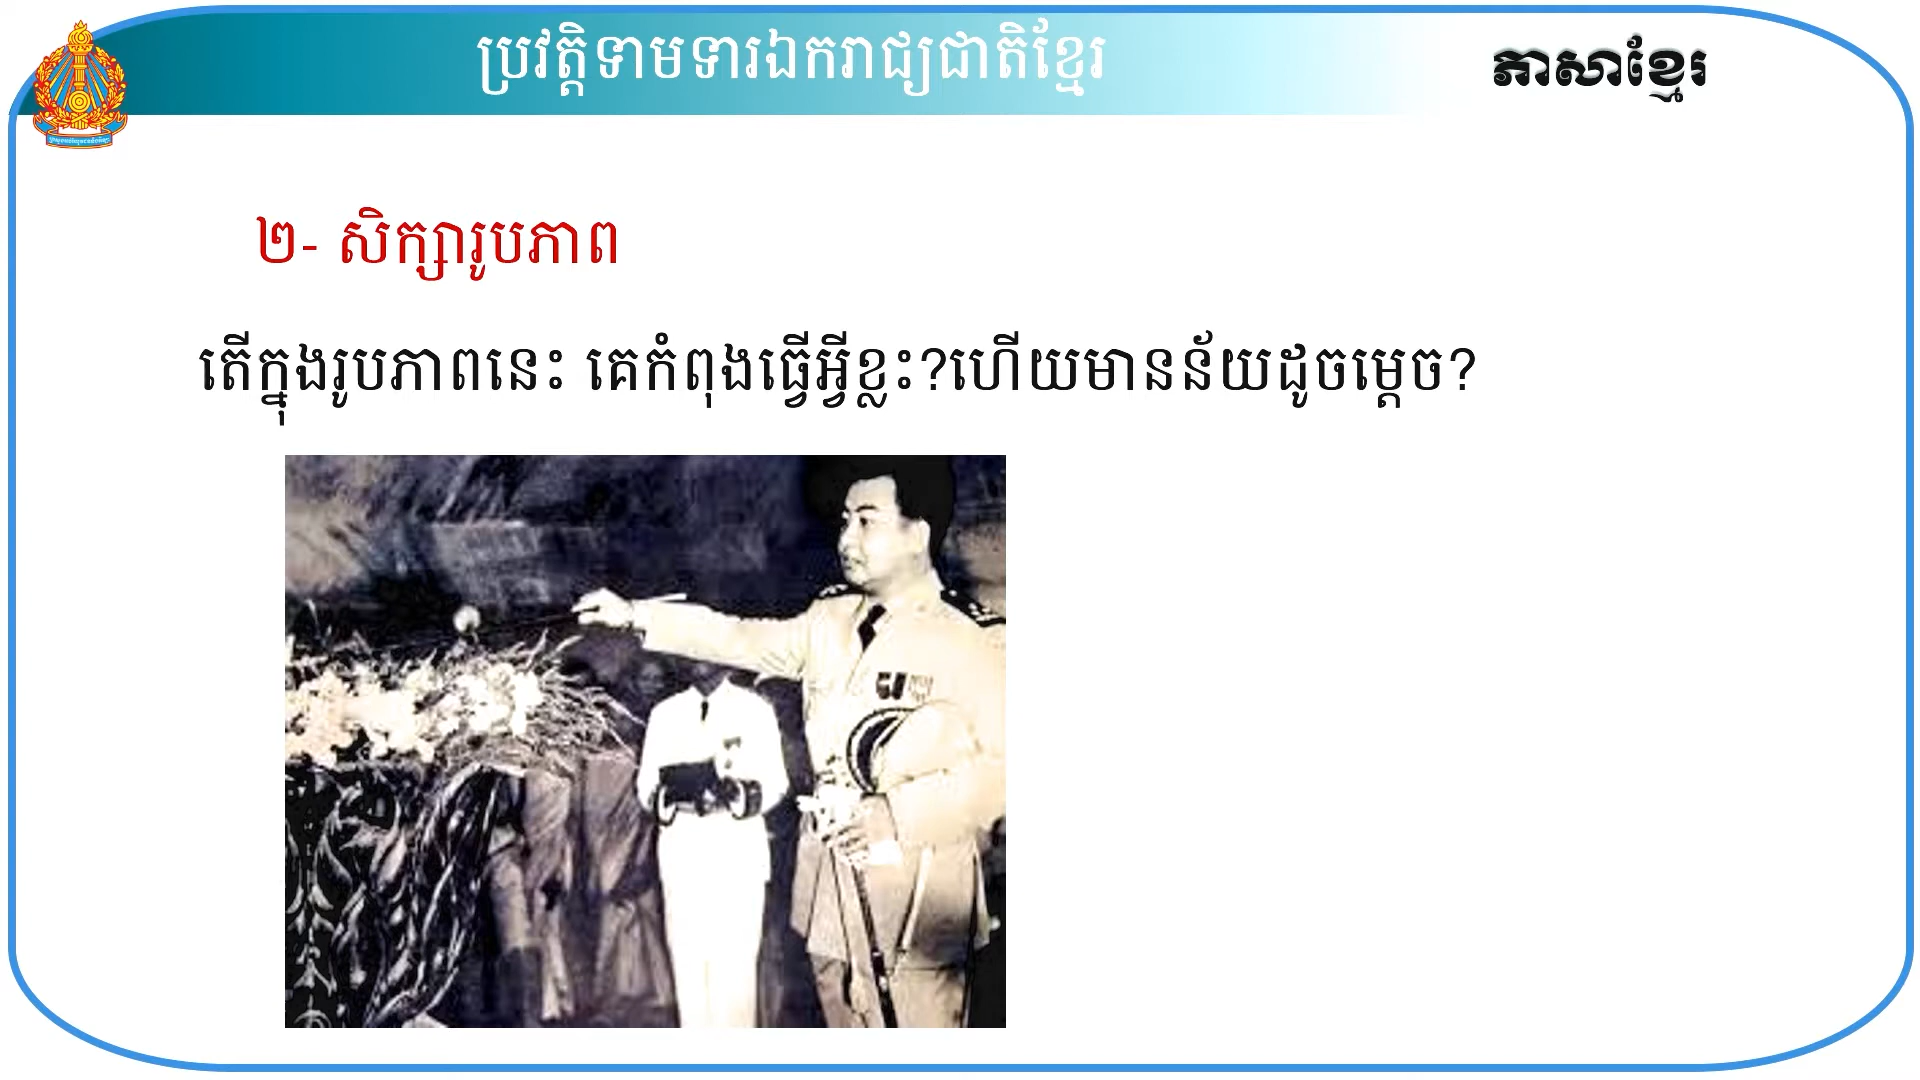 ប្រវត្តិទាមទារឯករាជ្យជាតិខ្មែរ
ភាសាខ្មែរ
២- សិក្សារូបភាព
តើក្នុងរូបភាពនេះ គេកំពុងធ្វើអ្វីខ្លះ?ហើយមានន័យដូចម្តេច?